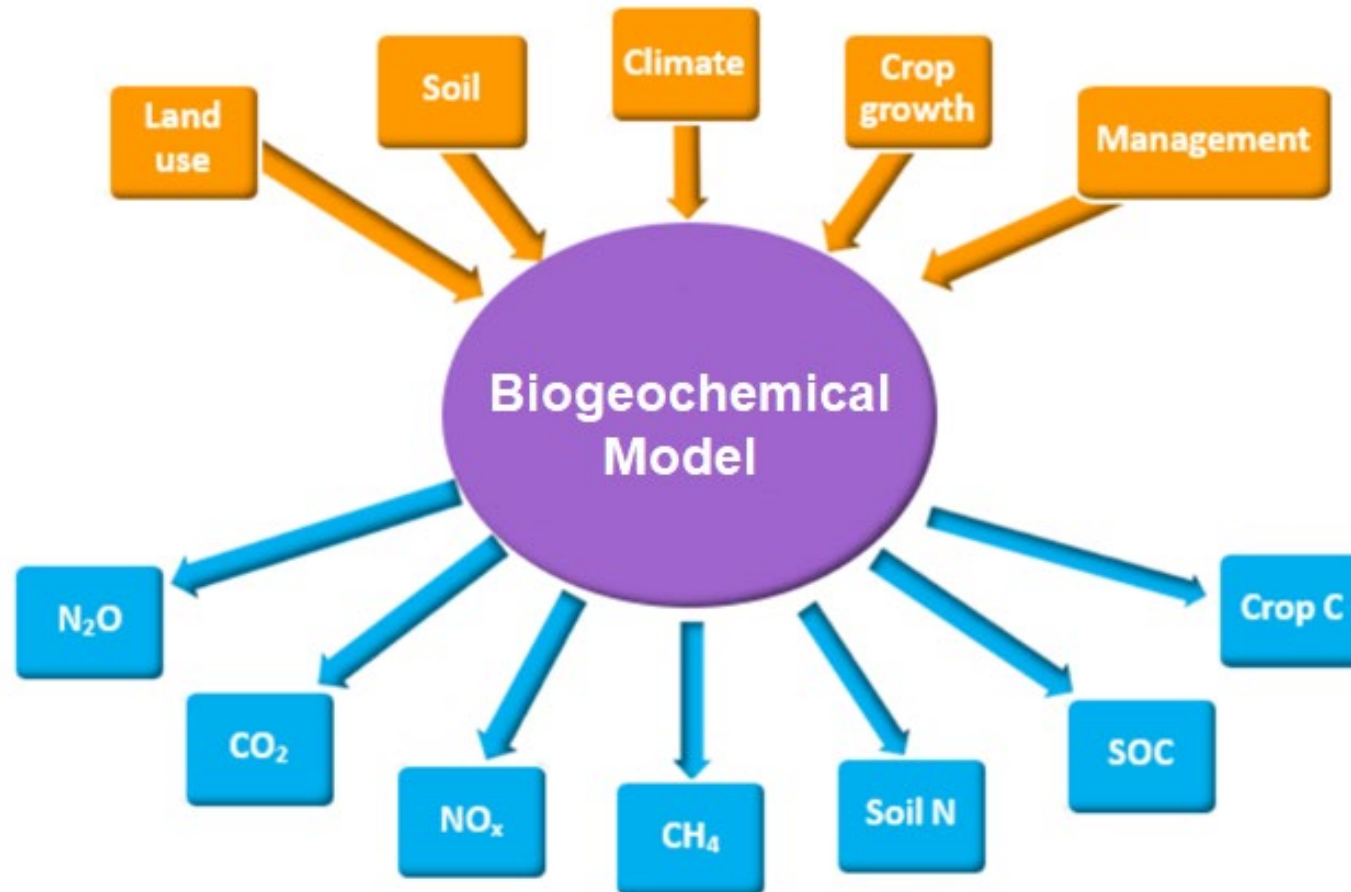 Land
use
Soil
Climate
Crop
growth
Management
Biogeochemical
Model
N₂O
CO₂
NOₓ
CH₄
Soil N
SOC
Crop C